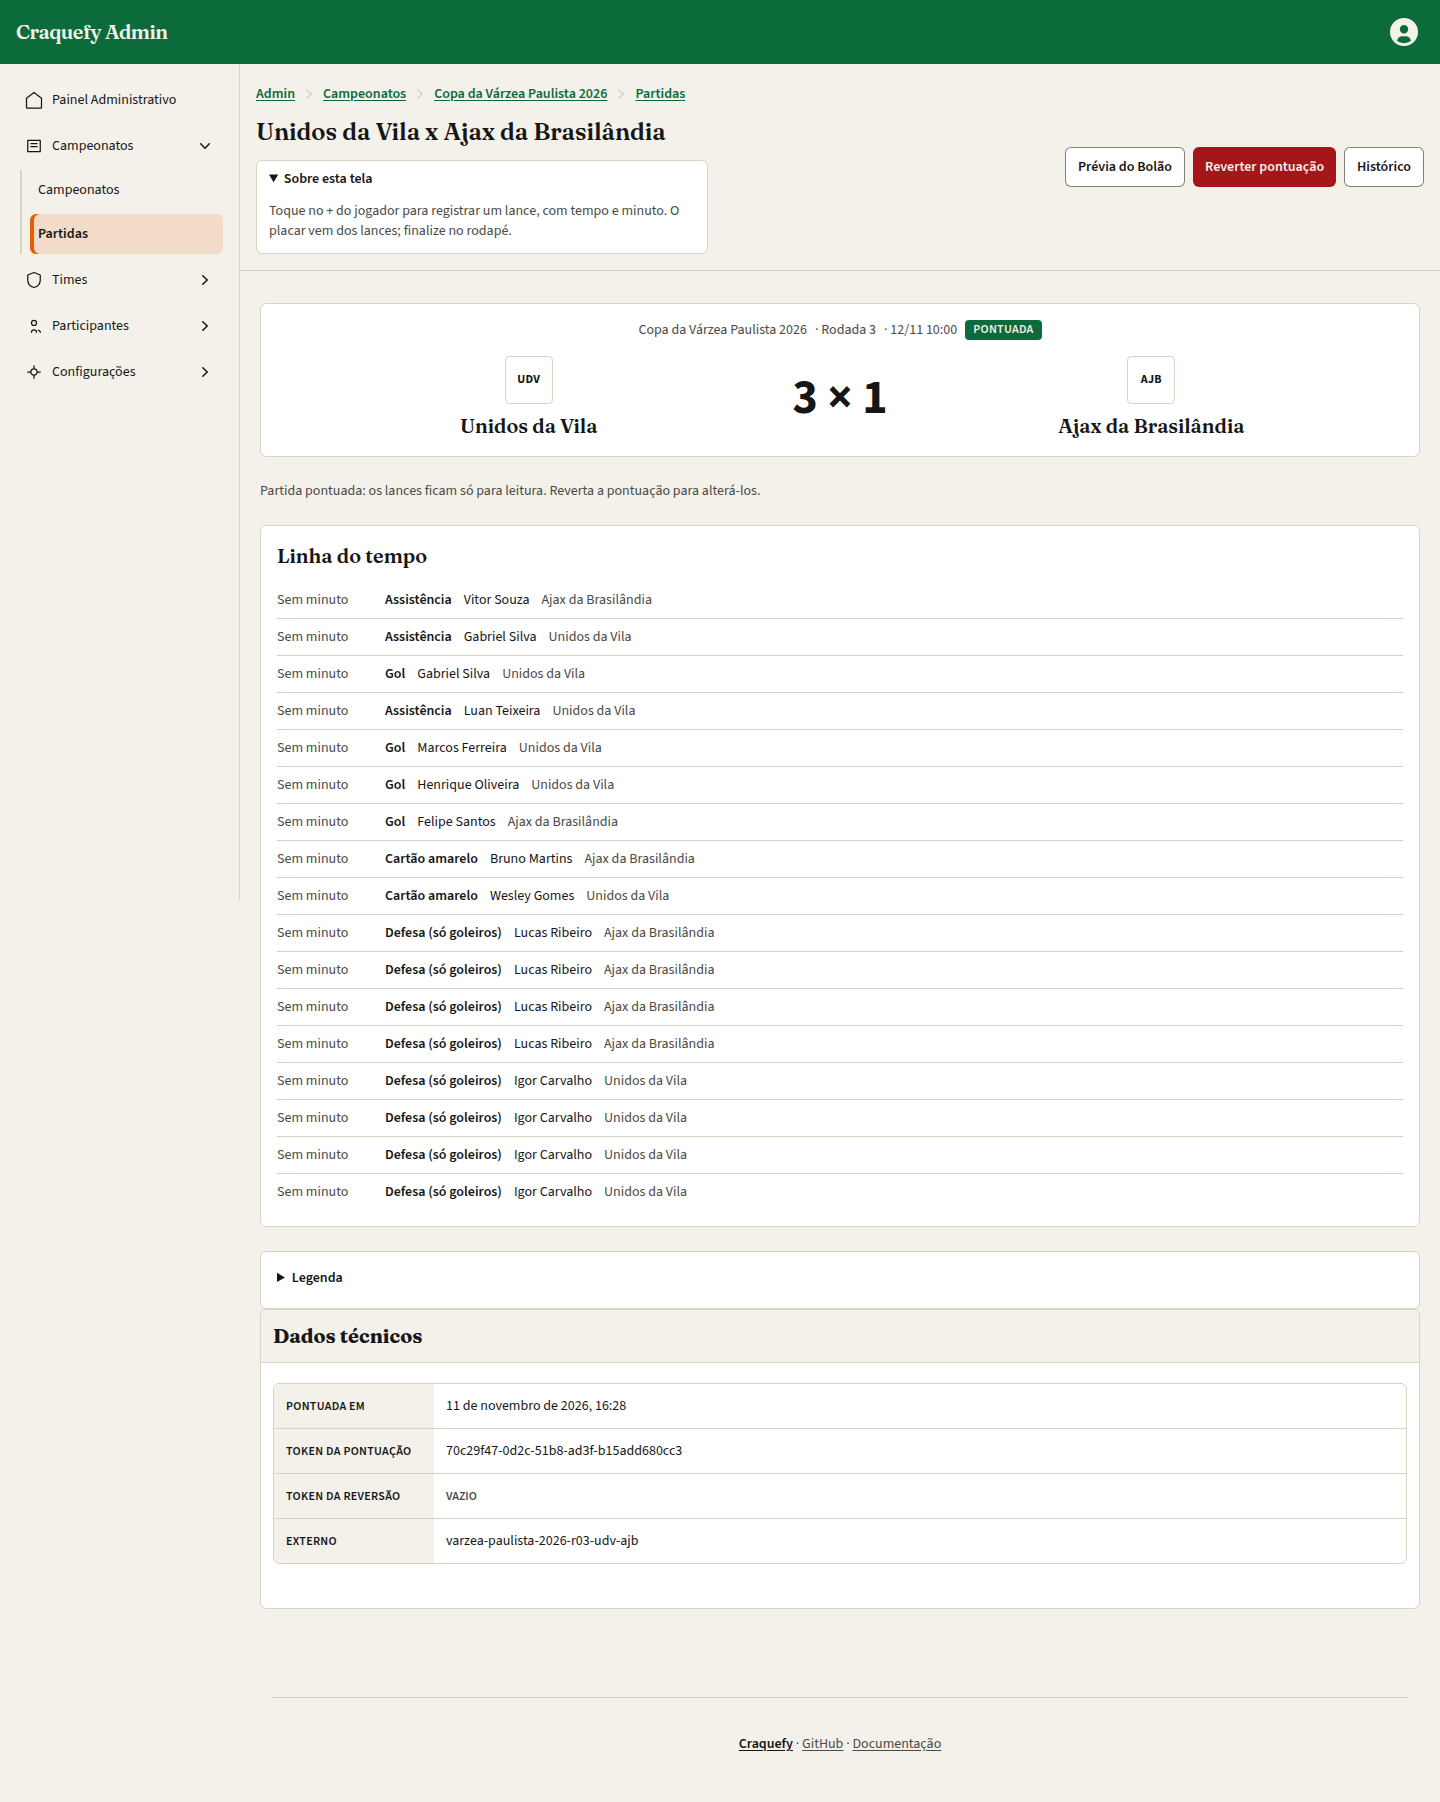 Craquefy Admin
Painel Administrativo
Campeonatos
Campeonatos
Partidas
Times
Participantes
Configurações
Admin Campeonatos Copa da Várzea Paulista 2026 Partidas
Unidos da Vila x Ajax da Brasilândia
▼ Sobre esta tela
Toque no + do jogador para registrar um lance, com tempo e minuto. O
placar vem dos lances; finalize no rodapé.
Prévia do Bolão Reverter pontuação Histórico
Copa da Várzea Paulista 2026 · Rodada 3 · 12/11 10:00 PONTUADA
UDV
Unidos da Vila
3 × 1
AJB
Ajax da Brasilândia
Partida pontuada: os lances ficam só para leitura. Reverta a pontuação para alterá-los.
Linha do tempo
Sem minuto Assistência Vitor Souza Ajax da Brasilândia
Sem minuto Assistência Gabriel Silva Unidos da Vila
Sem minuto Gol Gabriel Silva Unidos da Vila
Sem minuto Assistência Luan Teixeira Unidos da Vila
Sem minuto Gol Marcos Ferreira Unidos da Vila
Sem minuto Gol Henrique Oliveira Unidos da Vila
Sem minuto Gol Felipe Santos Ajax da Brasilândia
Sem minuto Cartão amarelo Bruno Martins Ajax da Brasilândia
Sem minuto Cartão amarelo Wesley Gomes Unidos da Vila
Sem minuto Defesa (só goleiros) Lucas Ribeiro Ajax da Brasilândia
Sem minuto Defesa (só goleiros) Lucas Ribeiro Ajax da Brasilândia
Sem minuto Defesa (só goleiros) Lucas Ribeiro Ajax da Brasilândia
Sem minuto Defesa (só goleiros) Lucas Ribeiro Ajax da Brasilândia
Sem minuto Defesa (só goleiros) Igor Carvalho Unidos da Vila
Sem minuto Defesa (só goleiros) Igor Carvalho Unidos da Vila
Sem minuto Defesa (só goleiros) Igor Carvalho Unidos da Vila
Sem minuto Defesa (só goleiros) Igor Carvalho Unidos da Vila
▶ Legenda
Dados técnicos
PONTUADA EM 11 de novembro de 2026, 16:28
TOKEN DA PONTUAÇÃO 70c29f47-0d2c-51b8-ad3f-b15add680cc3
TOKEN DA REVERSÃO VAZIO
EXTERNO varzea-paulista-2026-r03-udv-ajb
Craquefy · GitHub · Documentação